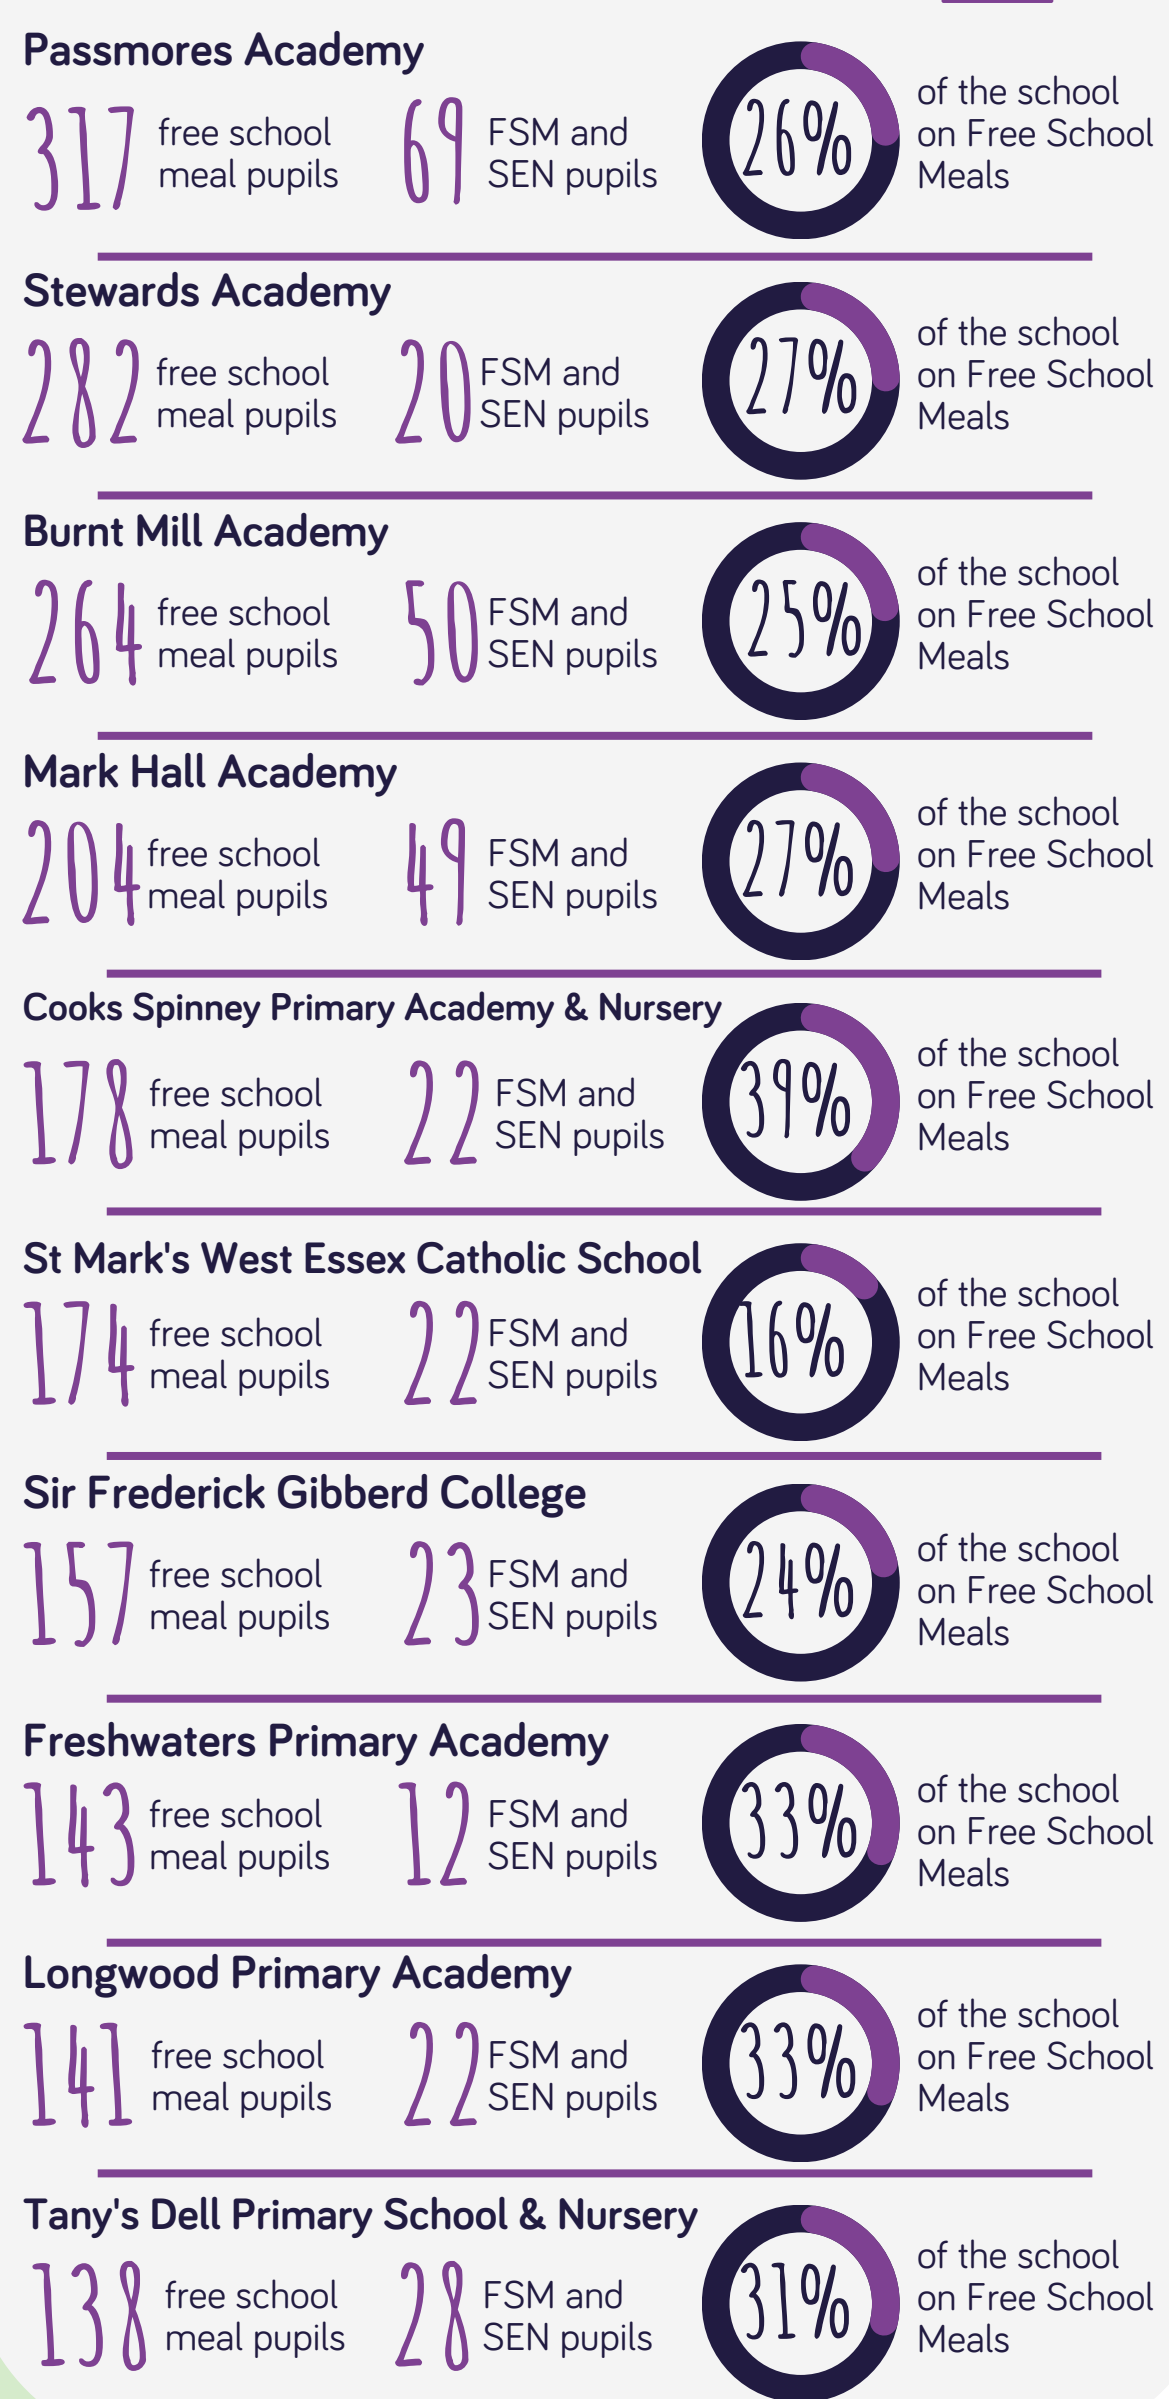 Passmores Academy
317 free school
meal pupils
69 FSM and
SEN pupils
26%
of the school
on Free School
Meals
Stewards Academy
282 free school
meal pupils
20 FSM and
SEN pupils
27%
of the school
on Free School
Meals
Burnt Mill Academy
264 free school
meal pupils
50 FSM and
SEN pupils
25%
of the school
on Free School
Meals
Mark Hall Academy
204 free school
meal pupils
49 FSM and
SEN pupils
27%
of the school
on Free School
Meals
Cooks Spinney Primary Academy & Nursery
178 free school
meal pupils
22 FSM and
SEN pupils
39%
of the school
on Free School
Meals
St Mark's West Essex Catholic School
174 free school
meal pupils
22 FSM and
SEN pupils
16%
of the school
on Free School
Meals
Sir Frederick Gibberd College
157 free school
meal pupils
23 FSM and
SEN pupils
24%
of the school
on Free School
Meals
Freshwaters Primary Academy
143 free school
meal pupils
12 FSM and
SEN pupils
33%
of the school
on Free School
Meals
Longwood Primary Academy
141 free school
meal pupils
22 FSM and
SEN pupils
33%
of the school
on Free School
Meals
Tany's Dell Primary School & Nursery
138 free school
meal pupils
28 FSM and
SEN pupils
31%
of the school
on Free School
Meals